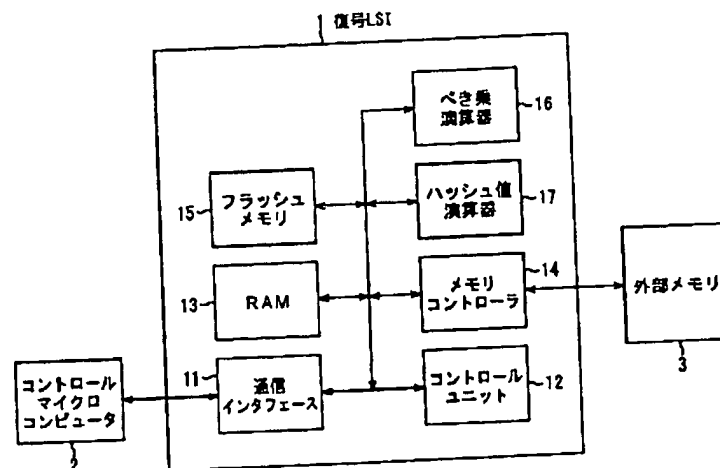 1 復号LSI
べき乗
演算器
16
15
フラッシュ
メモリ
ハッシュ値
演算器
17
13
RAM
メモリ
コントローラ
14
外部メモリ
3
コントロール
マイクロ
コンピュータ
2
11
通信
インタフェース
コントロール
ユニット
12